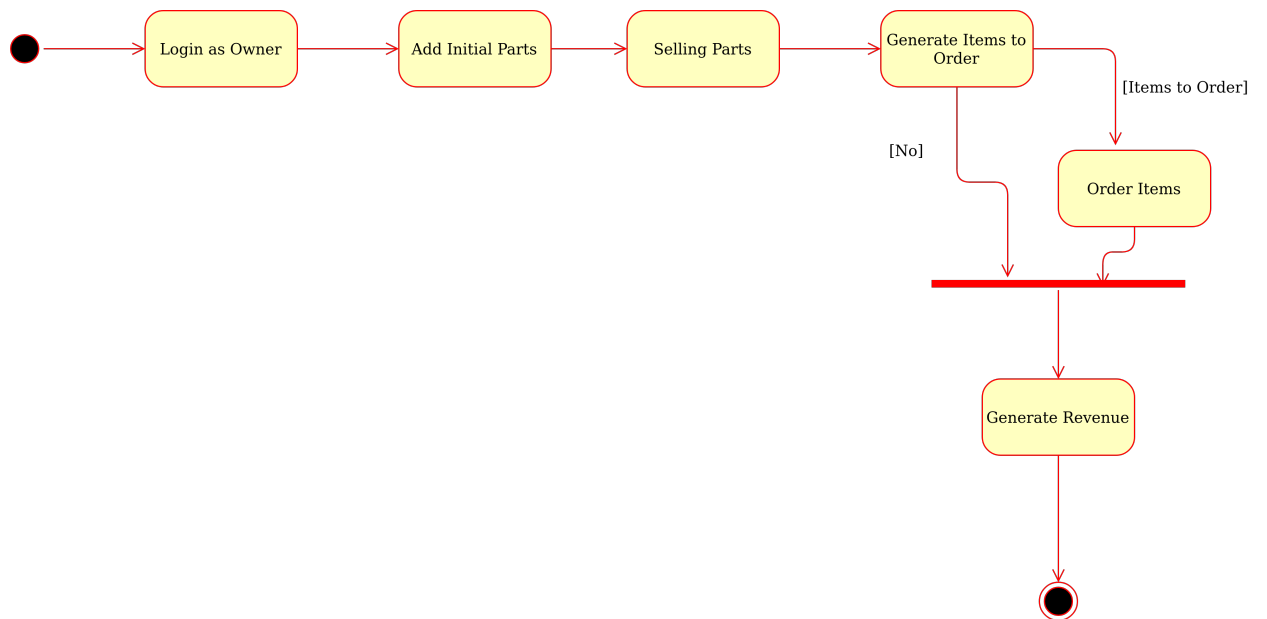 Login as Owner
Add Initial Parts
Selling Parts
Generate Items to
Order
[Items to Order]
[No]
Order Items
Generate Revenue